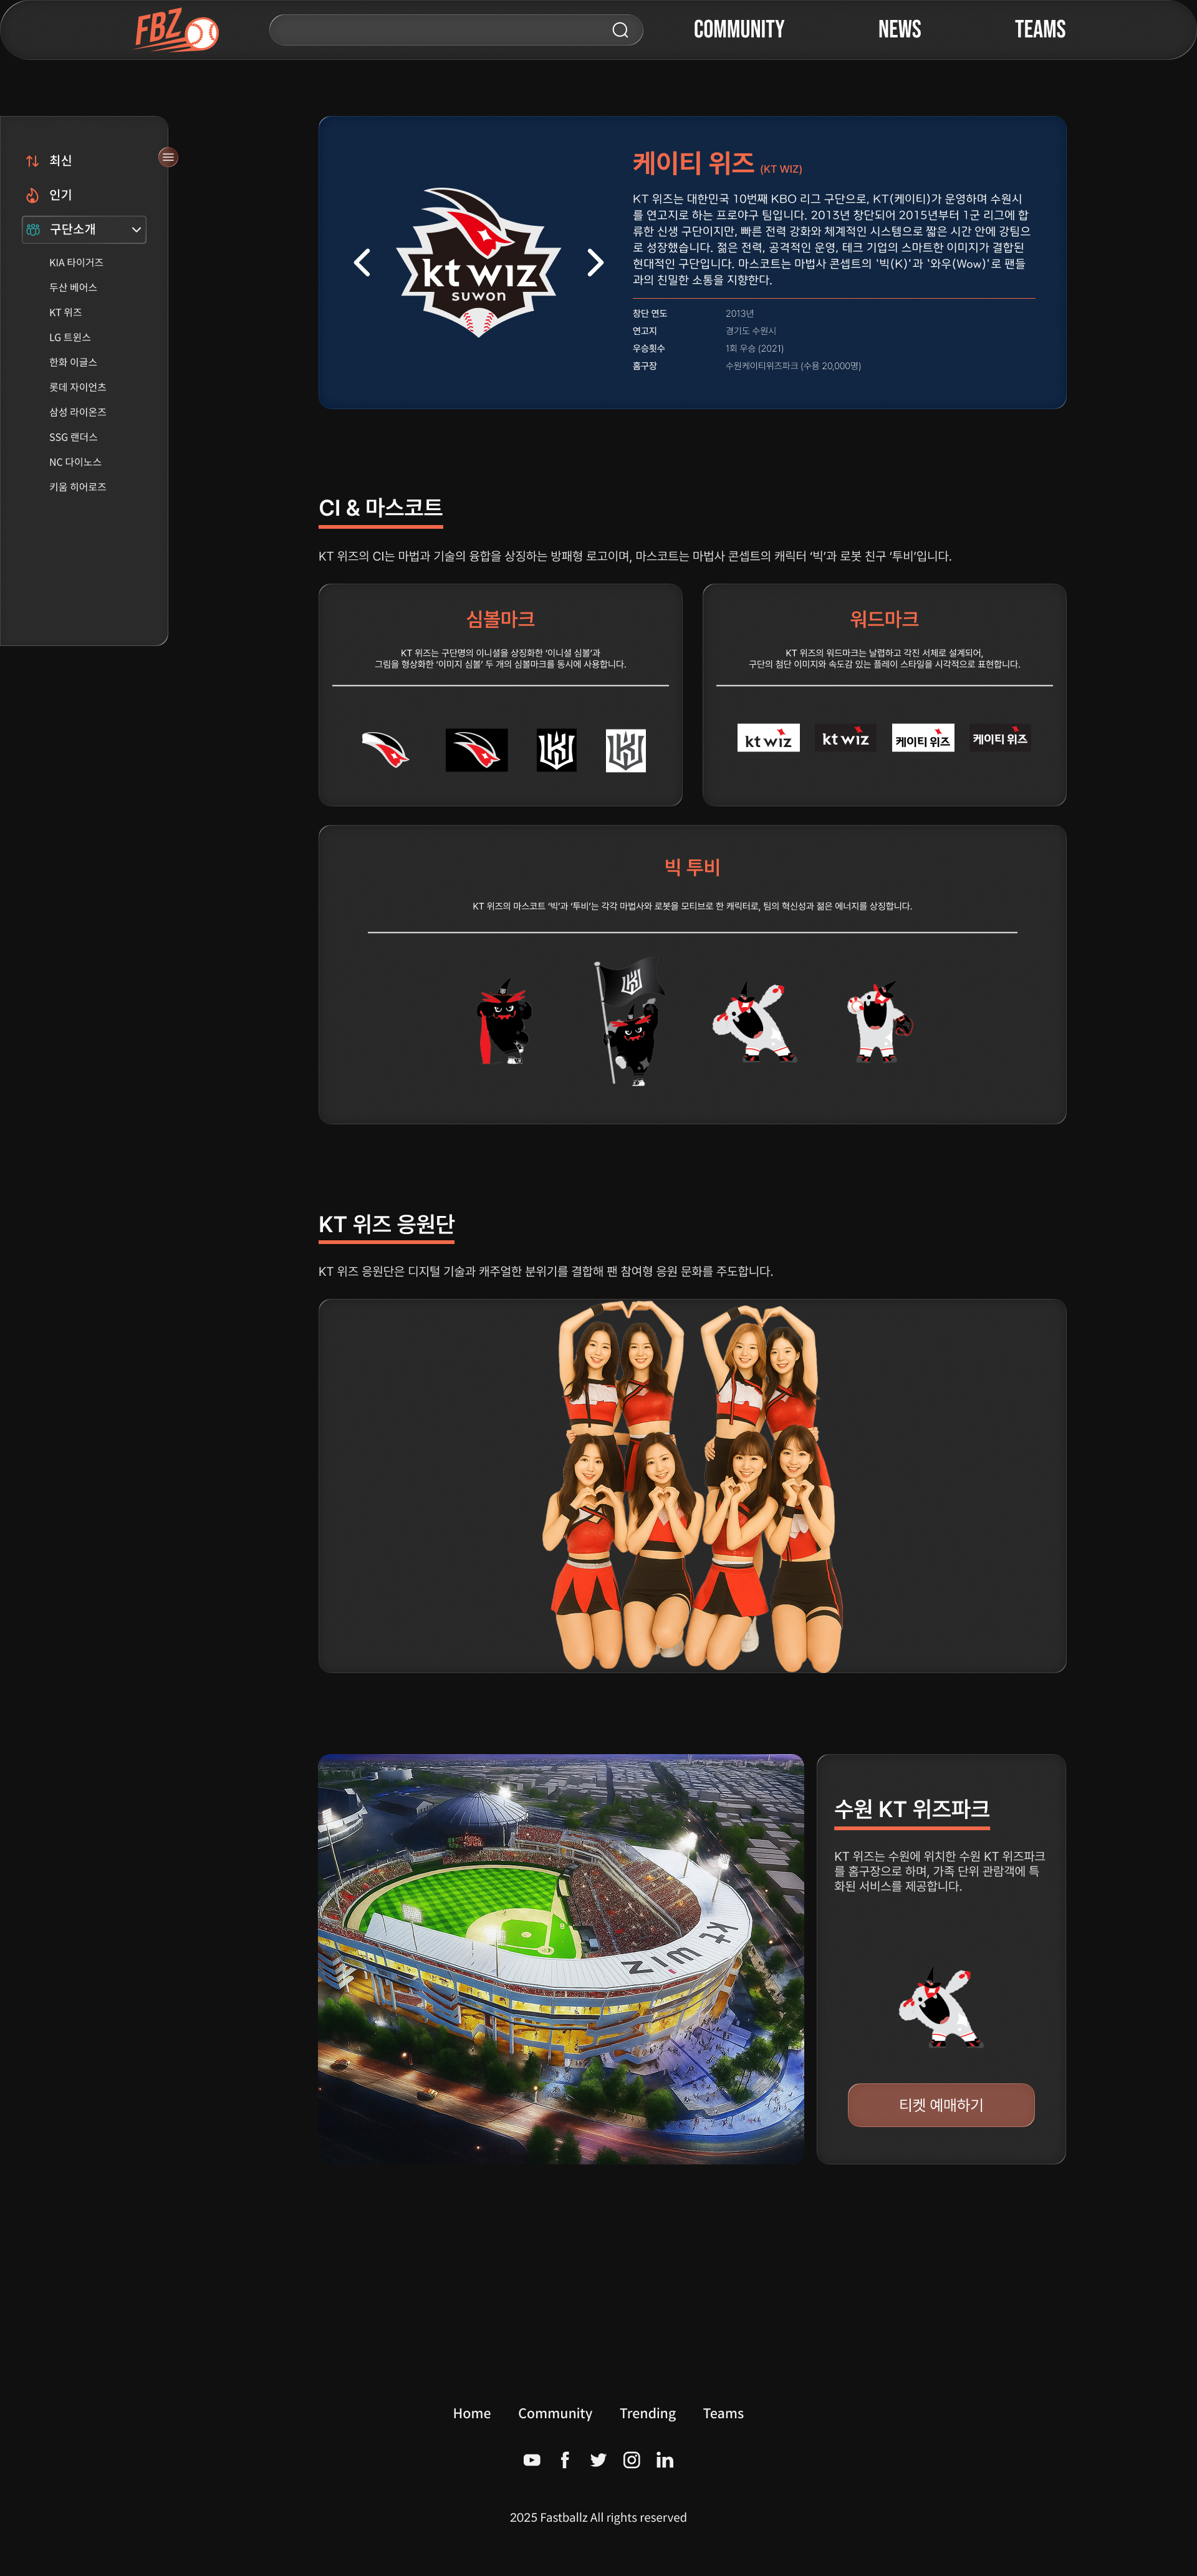 FBZ
COMMUNITY
NEWS
TEAMS
최신
인기
구단소개
KIA 타이거즈
두산 베어스
KT 위즈
LG 트윈스
한화 이글스
롯데 자이언츠
삼성 라이온즈
SSG 랜더스
NC 다이노스
키움 히어로즈
kt wiz
suwon
케이티 위즈 (KT WIZ)
KT 위즈는 대한민국 10번째 KBO 리그 구단으로, KT(케이티)가 운영하며 수원시
를 연고지로 하는 프로야구 팀입니다. 2013년 창단되어 2015년부터 1군 리그에 합
류한 신생 구단이지만, 빠른 전력 강화와 체계적인 시스템으로 짧은 시간 안에 강팀으
로 성장했습니다. 젊은 전력, 공격적인 운영, 테크 기업의 스마트한 이미지가 결합된
현대적인 구단입니다. 마스코트는 마법사 콘셉트의 '빅(K)'과 '와우(Wow)'로 팬들
과의 친밀한 소통을 지향한다.
창단 연도 2013년
연고지 경기도 수원시
우승횟수 1회 우승 (2021)
홈구장 수원케이티위즈파크 (수용 20,000명)
CI & 마스코트
KT 위즈의 CI는 마법과 기술의 융합을 상징하는 방패형 로고이며, 마스코트는 마법사 콘셉트의 캐릭터 ‘빅’과 로봇 친구 ‘투비’입니다.
심볼마크
KT 위즈는 구단명의 이니셜을 상징화한 ‘이니셜 심볼’과
그림을 형상화한 ‘이미지 심볼’ 두 개의 심볼마크를 동시에 사용합니다.
워드마크
KT 위즈의 워드마크는 날렵하고 각진 서체로 설계되어,
구단의 첨단 이미지와 속도감 있는 플레이 스타일을 시각적으로 표현합니다.
kt wiz
kt wiz
케이티 위즈
케이티 위즈
빅 투비
KT 위즈의 마스코트 ‘빅’과 ‘투비’는 각각 마법사와 로봇을 모티브로 한 캐릭터로, 팀의 혁신성과 젊은 에너지를 상징합니다.
KT 위즈 응원단
KT 위즈 응원단은 디지털 기술과 캐주얼한 분위기를 결합해 팬 참여형 응원 문화를 주도합니다.
kt wiz
수원 KT 위즈파크
KT 위즈는 수원에 위치한 수원 KT 위즈파크
를 홈구장으로 하며, 가족 단위 관람객에 특
화된 서비스를 제공합니다.
티켓 예매하기
Home
Community
Trending
Teams
2025 Fastballz All rights reserved